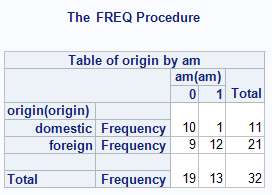 The FREQ Procedure
Table of origin by am
am(am)
0 1 Total
origin(origin)
domestic Frequency 10 1 11
foreign Frequency 9 12 21
Total Frequency 19 13 32